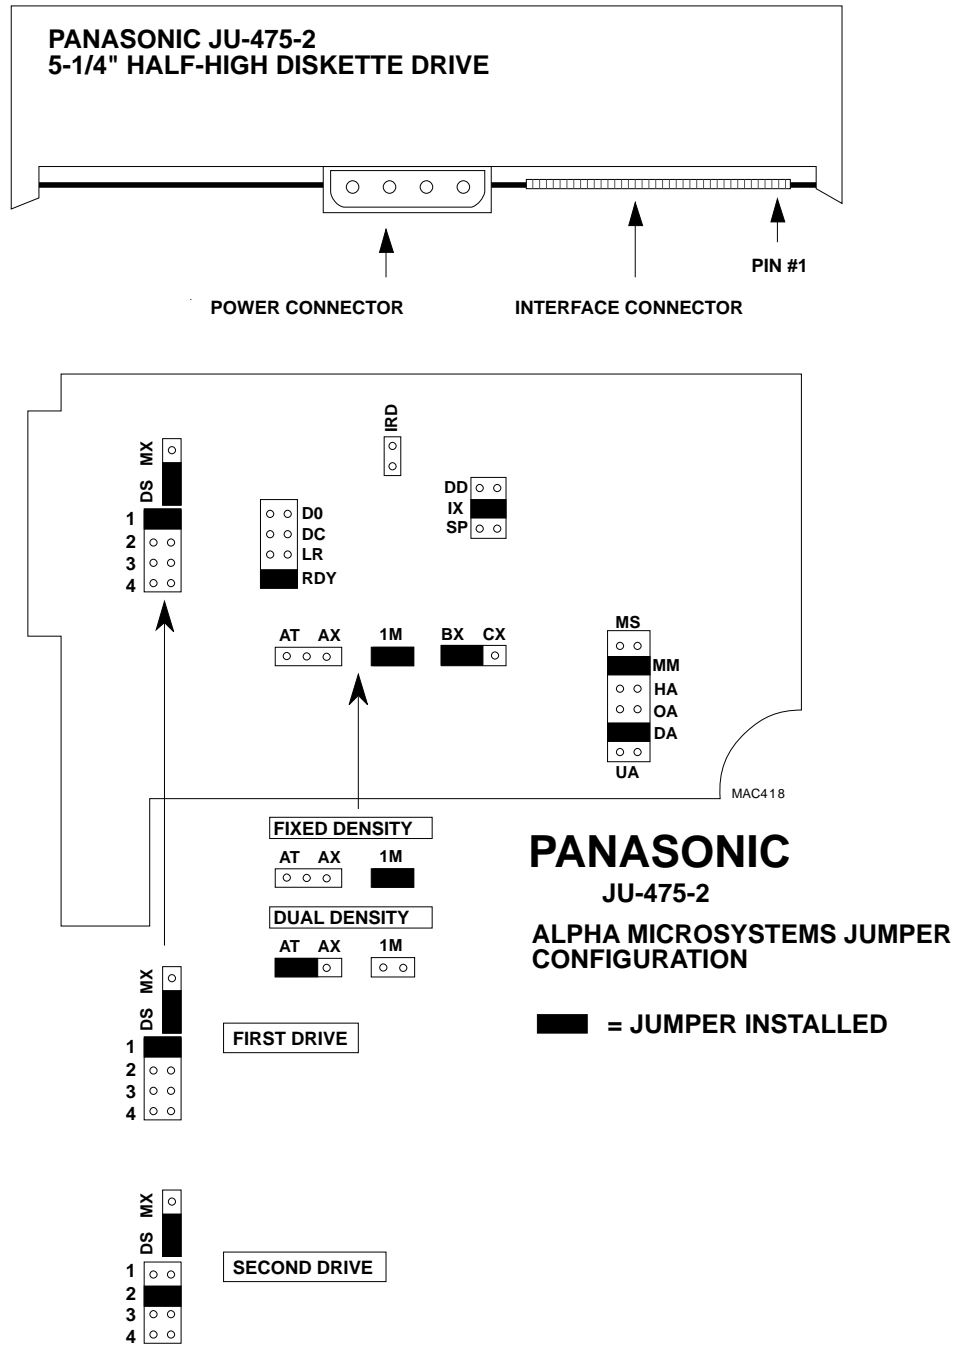 PANASONIC JU-475-2
5-1/4" HALF-HIGH DISKETTE DRIVE
PIN #1
POWER CONNECTOR
INTERFACE CONNECTOR
IRD
MX
DS
1
2
3
4
D0
DC
LR
RDY
DD
IX
SP
AT AX 1M BX CX
MS
MM
HA
OA
DA
UA
MAC418
FIXED DENSITY
AT AX 1M
DUAL DENSITY
AT AX 1M
PANASONIC
JU-475-2
ALPHA MICROSYSTEMS JUMPER
CONFIGURATION
= JUMPER INSTALLED
MX
DS
1
2
3
4
FIRST DRIVE
MX
DS
1
2
3
4
SECOND DRIVE